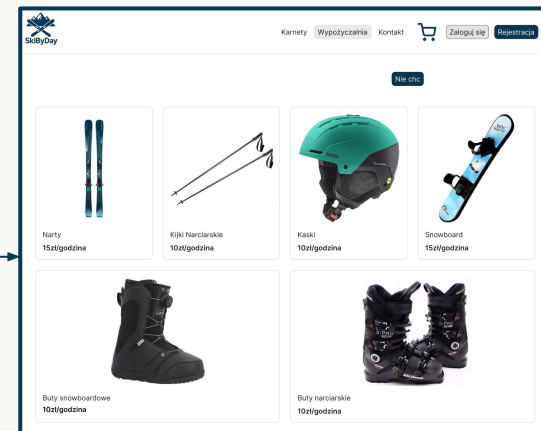 SkiByDay
Karnety Wypożyczalnia Kontakt Zaloguj się Rejestracja
Nie chc
Narty
15zł/godzina
Kijki Narciarskie
10zł/godzina
Kaski
10zł/godzina
Snowboard
15zł/godzina
Buty snowboardowe
10zł/godzina
Buty narciarskie
10zł/godzina